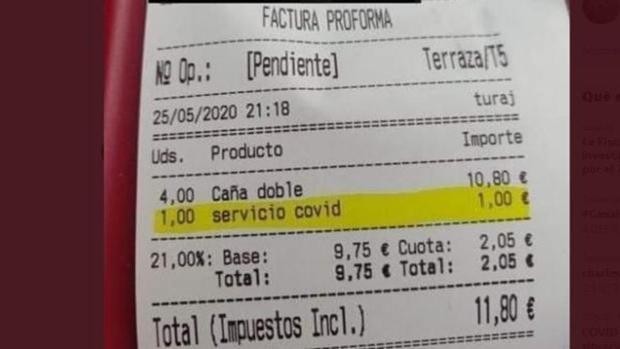 FACTURA PROFORMA
Nº Op.: [Pendiente] Terraza/T5
25/05/2020 21:18 turaj
Uds. Producto Importe
4,00 Caña doble 10,80 €
1,00 servicio covid 1,00 €
21,00%: Base: 9,75 € Cuota: 2,05 €
Total: 9,75 € Total: 2,05 €
Total (Impuestos Incl.) 11,80 €